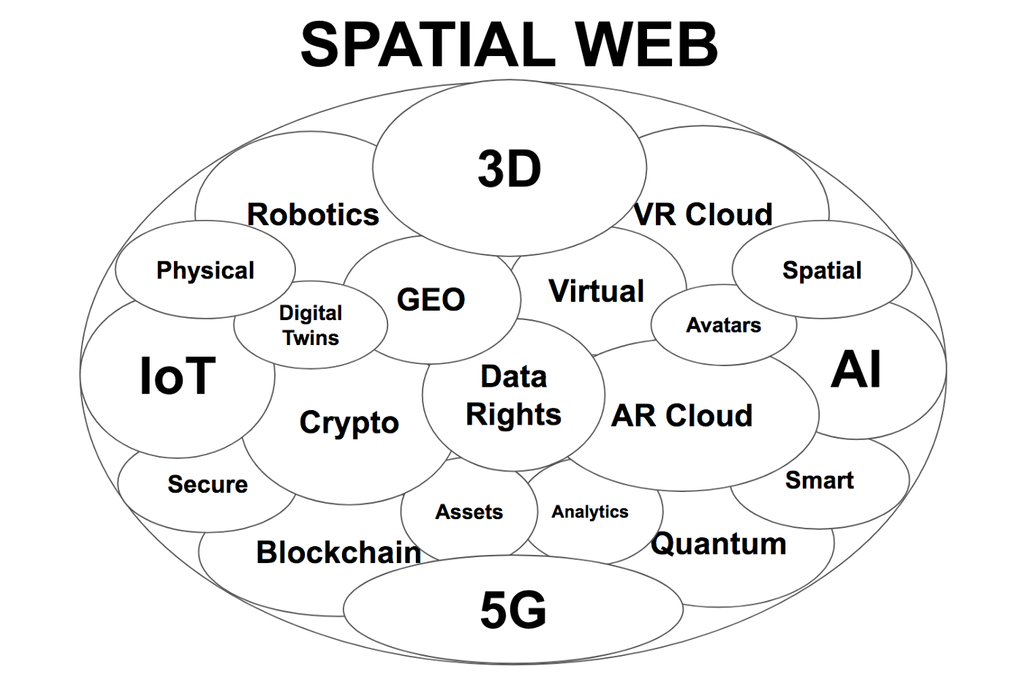 SPATIAL WEB
3D
Robotics
VR Cloud
Physical
Spatial
GEO
Virtual
Digital
Twins
Avatars
IoT
AI
Data
Rights
Crypto
AR Cloud
Secure
Smart
Assets
Analytics
Blockchain
Quantum
5G